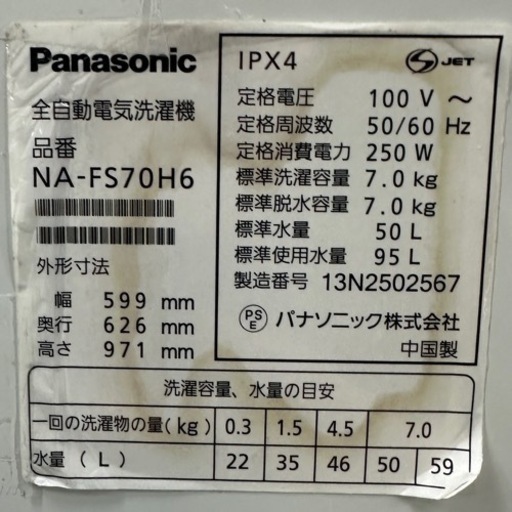 Panasonic
全自動電気洗濯機
品番
NA-FS70H6
外形寸法
幅 599 mm
奥行 626 mm
高さ 971 mm
IPX4
S JET
定格電圧 100 V ～
定格周波数 50/60 Hz
定格消費電力 250 W
標準洗濯容量 7.0 kg
標準脱水容量 7.0 kg
標準水量 50 L
標準使用水量 95 L
製造番号 13N2502567
PS E パナソニック株式会社
中国製
洗濯容量、水量の目安
一回の洗濯物の量(kg) 0.3 1.5 4.5 7.0
水量 (L) 22 35 46 50 59